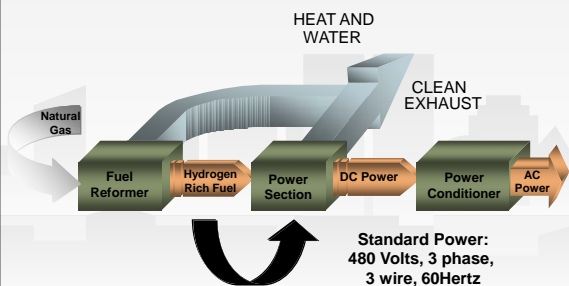 HEAT AND
WATER
CLEAN
EXHAUST
Natural
Gas
Fuel
Reformer
Hydrogen
Rich Fuel
Power
Section
DC Power
Power
Conditioner
AC
Power
Standard Power:
480 Volts, 3 phase,
3 wire, 60Hertz